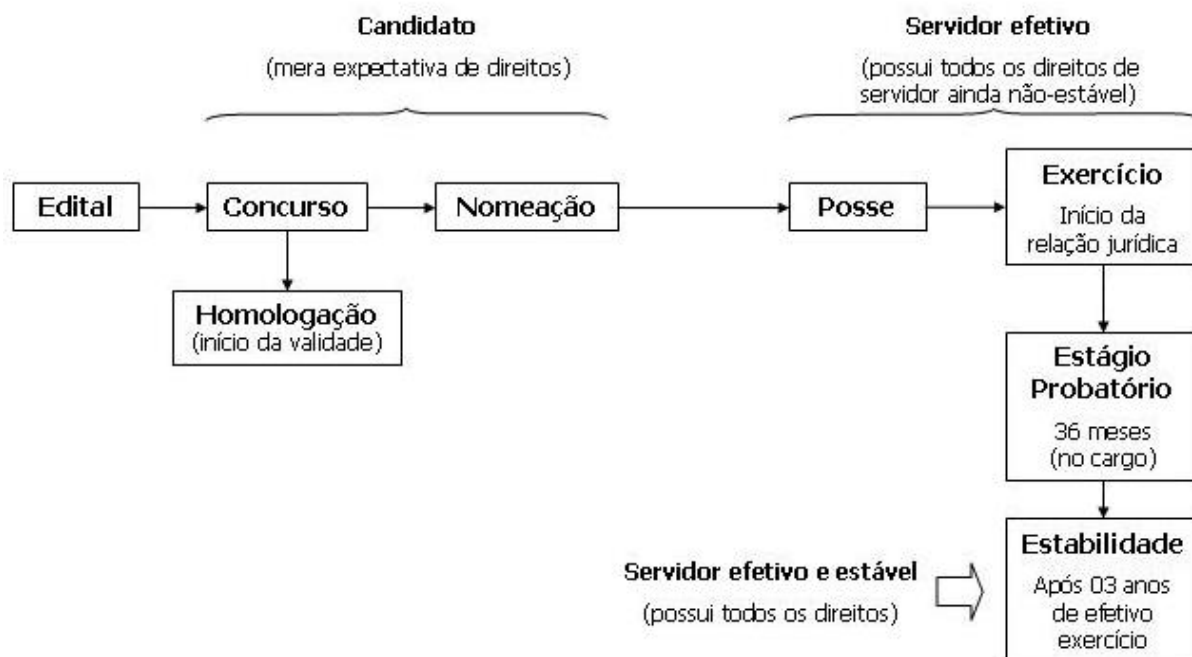 Candidato
(mera expectativa de direitos)
Servidor efetivo
(possui todos os direitos de
servidor ainda não-estável)
Edital
Concurso
Nomeação
Posse
Exercício
Início da
relação jurídica
Homologação
(início da validade)
Estágio
Probatório
36 meses
(no cargo)
Servidor efetivo e estável
(possui todos os direitos)
Estabilidade
Após 03 anos
de efetivo
exercício